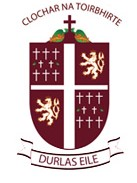 CLOCHAR NA TOIRBHIRTE
DURLAS EILE